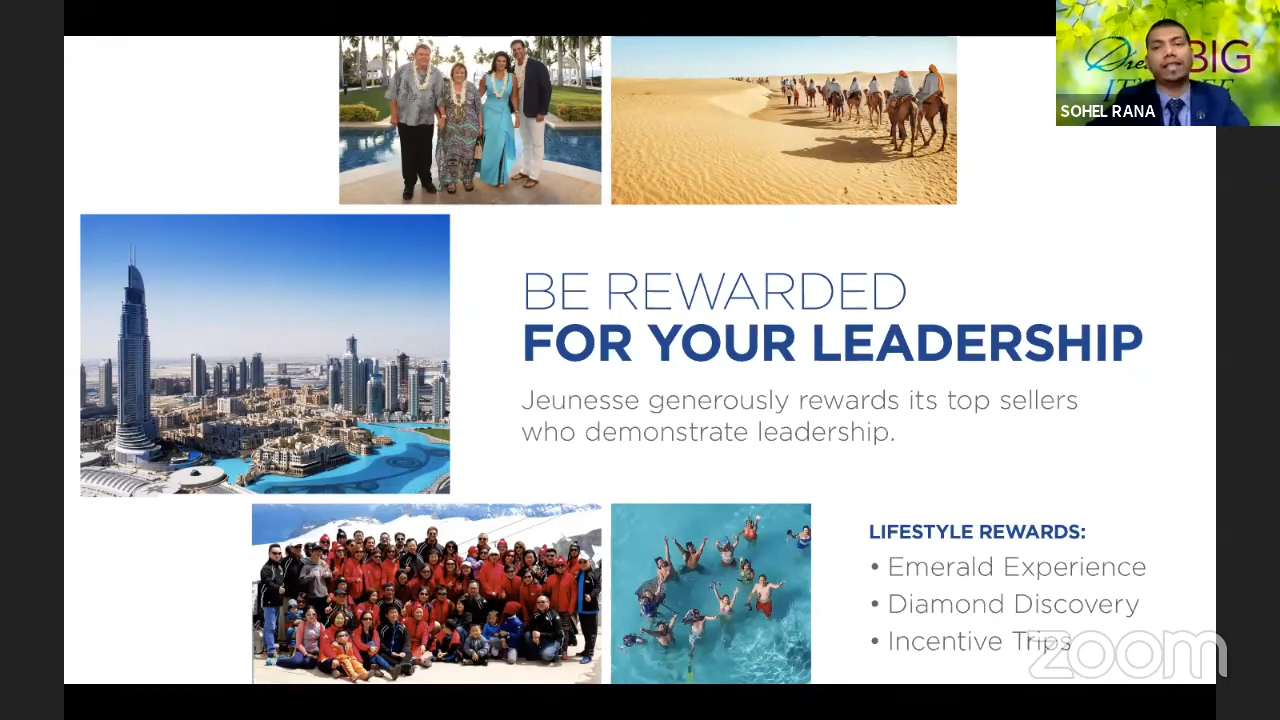 BIG
SOHEL RANA
BE REWARDED
FOR YOUR LEADERSHIP
Jeunesse generously rewards its top sellers
who demonstrate leadership.
LIFESTYLE REWARDS:
• Emerald Experience
• Diamond Discovery
• Incentive Trips
zoom